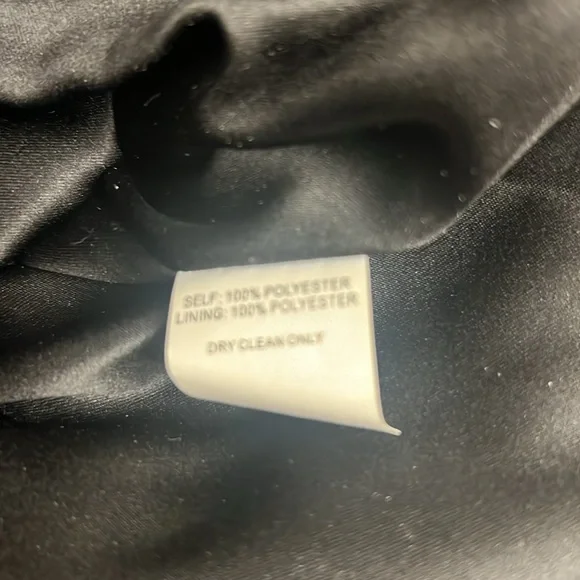 SELF: 100% POLYESTER
LINING: 100% POLYESTER
DRY CLEAN ONLY